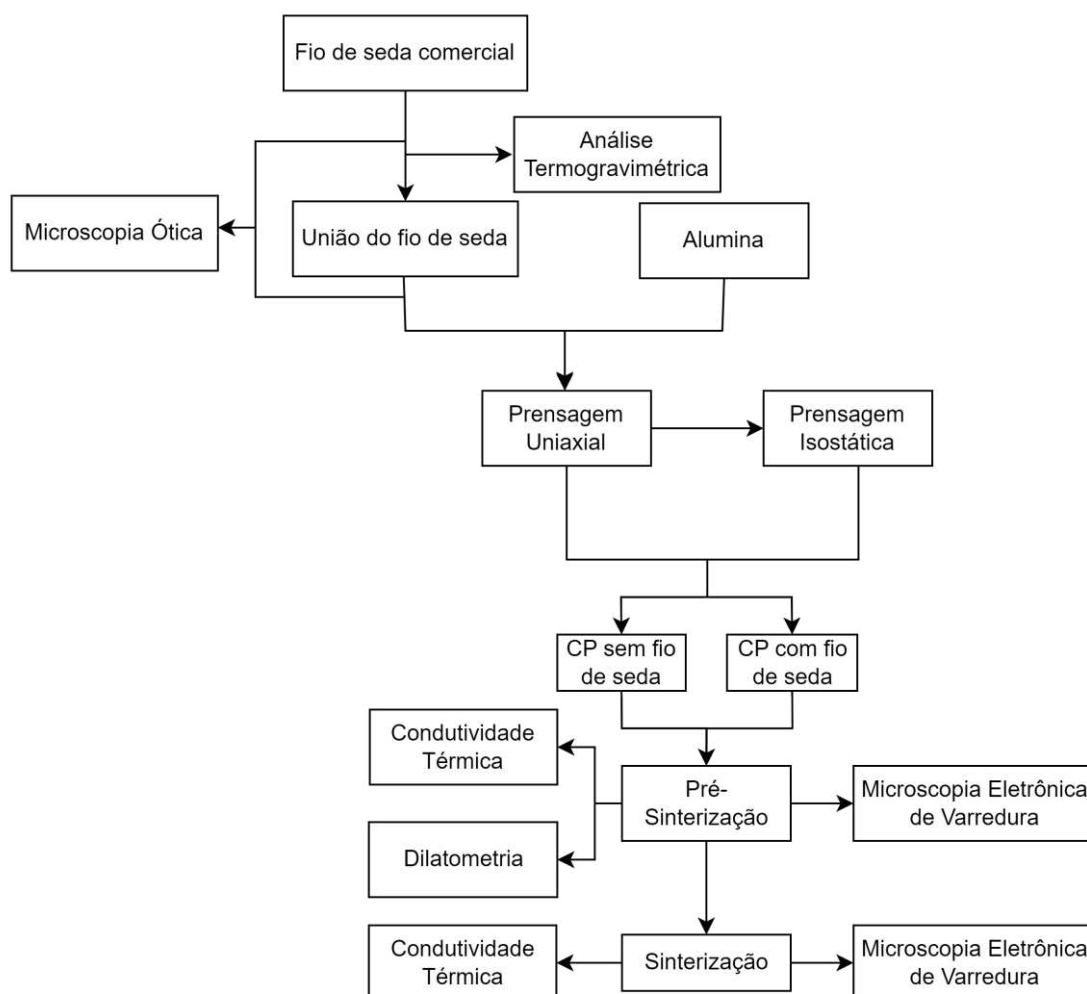 Fio de seda comercial
Análise
Termogravimétrica
Microscopia Ótica
União do fio de seda
Alumina
Prensagem
Uniaxial
Prensagem
Isostática
CP sem fio
de seda
CP com fio
de seda
Condutividade
Térmica
Pré-
Sinterização
Microscopia Eletrônica
de Varredura
Dilatometria
Condutividade
Térmica
Sinterização
Microscopia Eletrônica
de Varredura